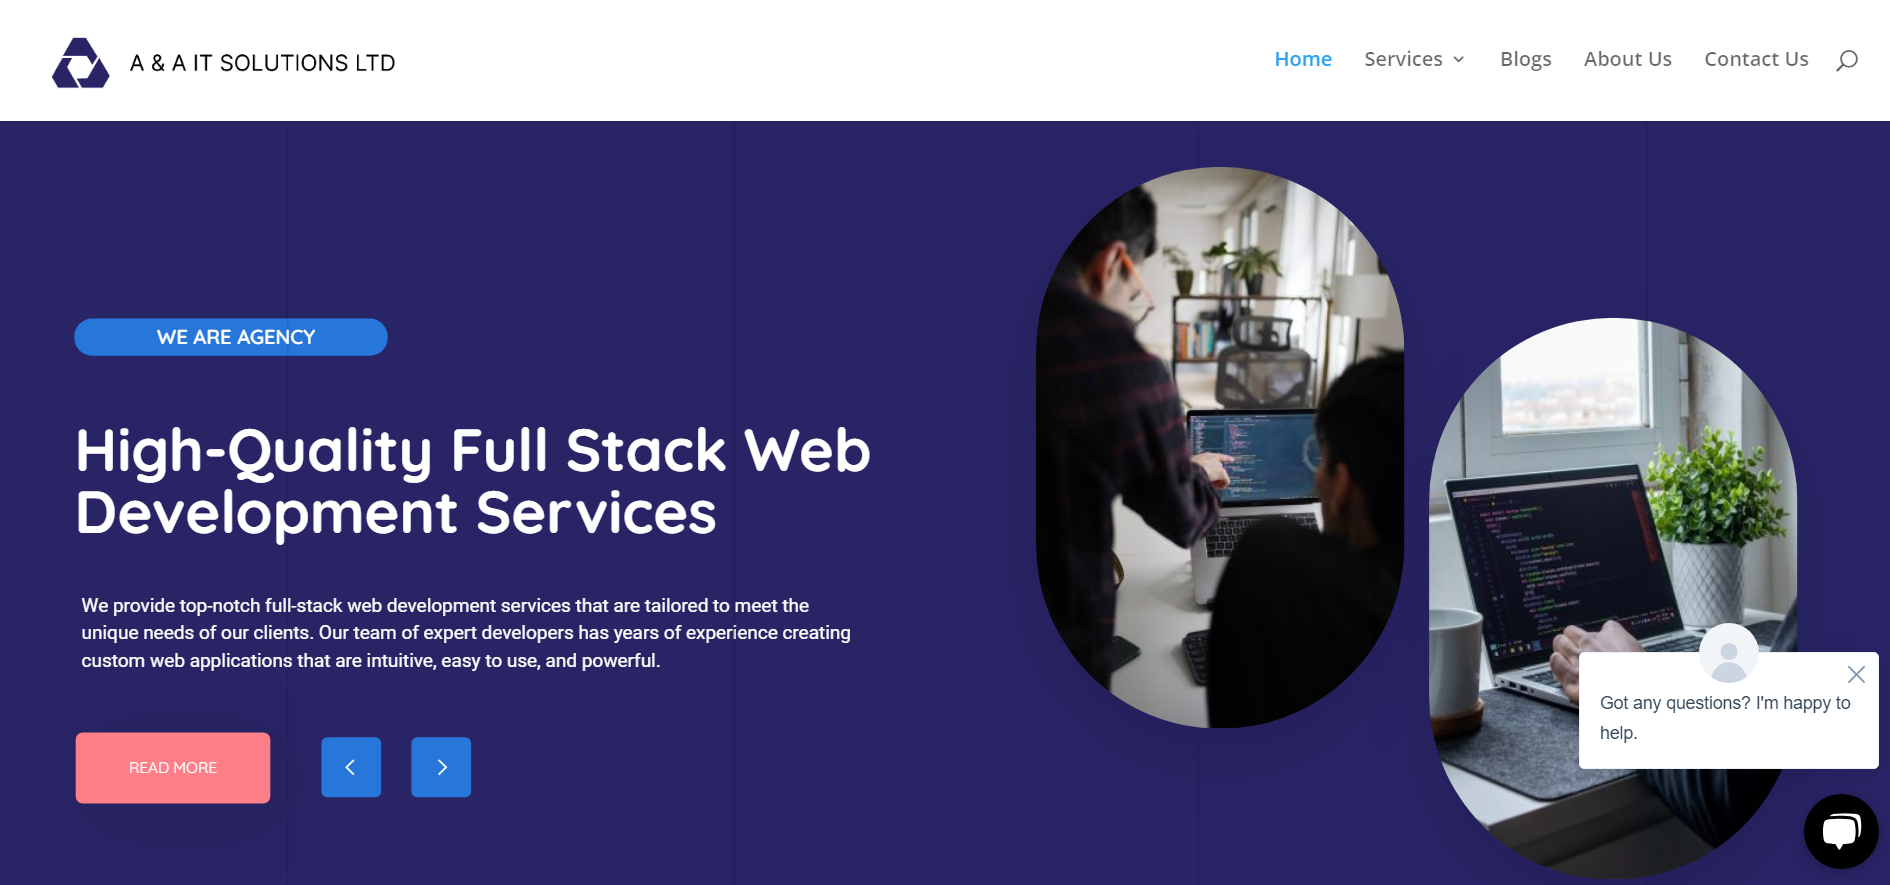 A & A IT SOLUTIONS LTD
Home Services Blogs About Us Contact Us
WE ARE AGENCY
High-Quality Full Stack Web
Development Services
We provide top-notch full-stack web development services that are tailored to meet the
unique needs of our clients. Our team of expert developers has years of experience creating
custom web applications that are intuitive, easy to use, and powerful.
READ MORE
Got any questions? I'm happy to
help.